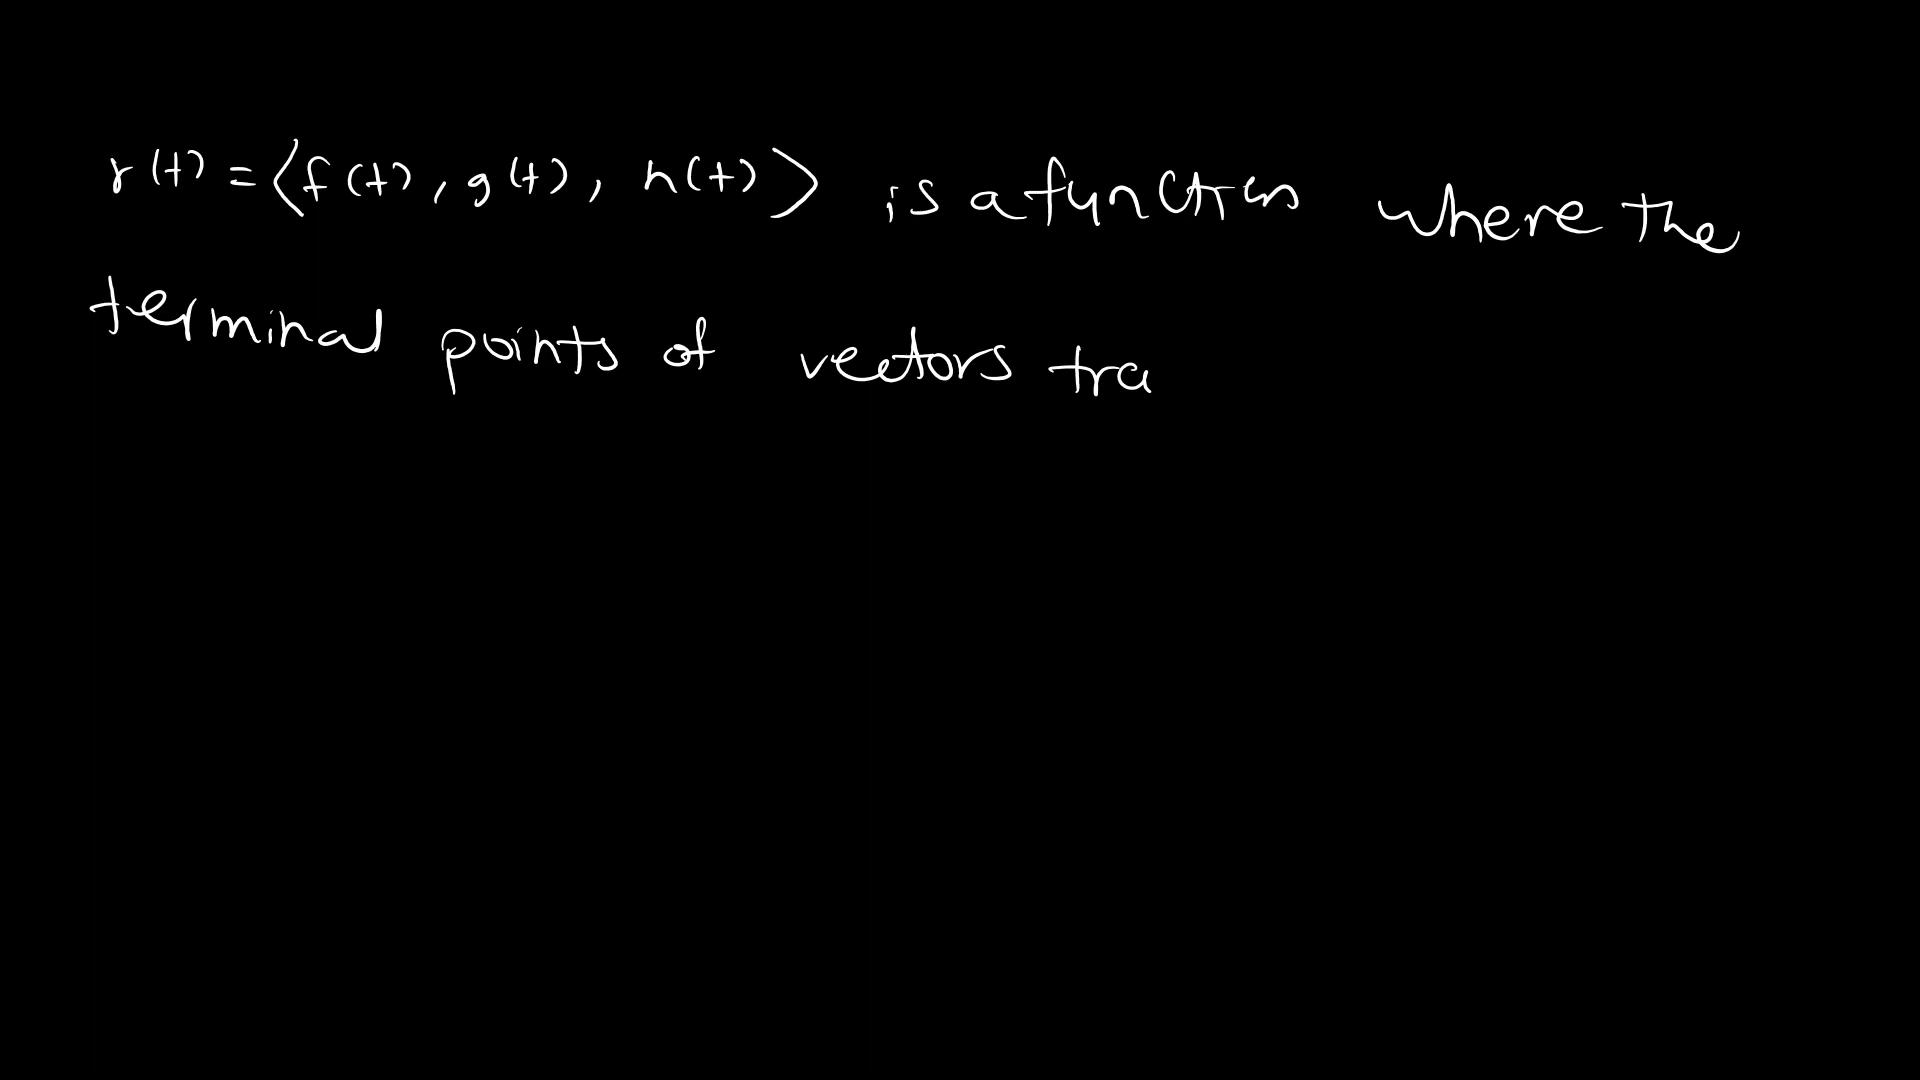 r(t) = ⟨f(t), g(t), h(t)⟩ is a function where the
terminal points of vectors tra